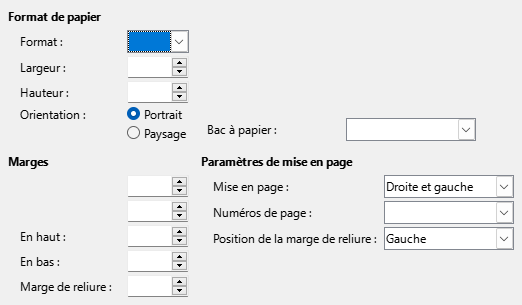 Format de papier
Format :
Largeur :
Hauteur :
Orientation :
Portrait
Paysage
Bac à papier :
Marges
Paramètres de mise en page
Mise en page :
Droite et gauche
Numéros de page :
En haut :
Position de la marge de reliure :
Gauche
En bas :
Marge de reliure :